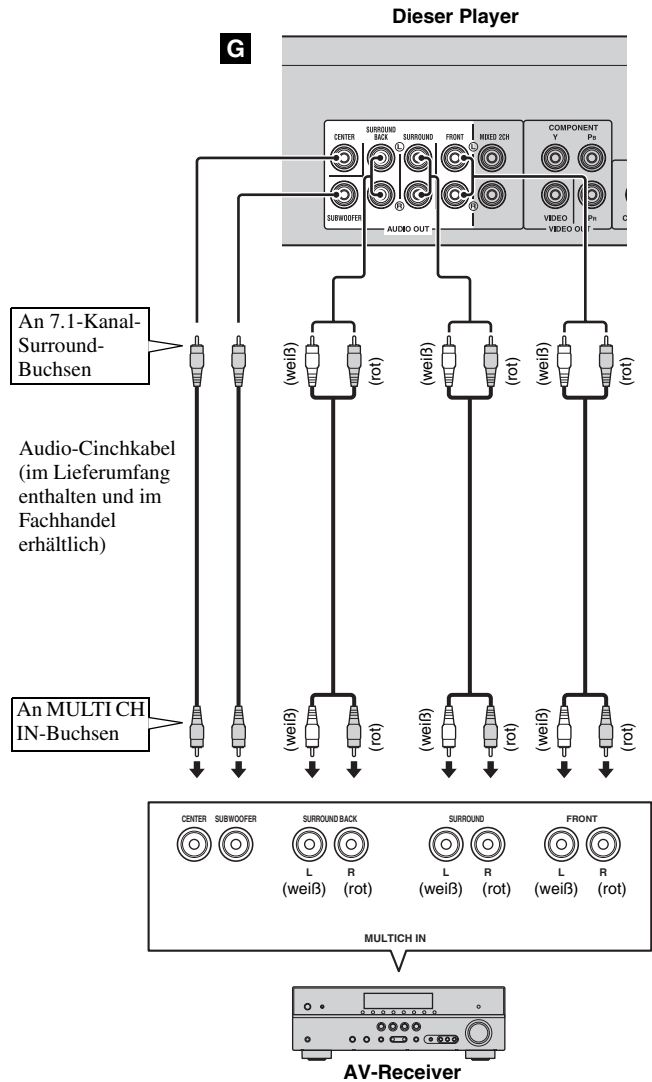 Dieser Player
G
CENTER
SURROUND
BACK
SURROUND
FRONT
MIXED 2CH
COMPONENT
Y
PB
L
L
SUBWOOFER
R
R
AUDIO OUT
VIDEO
PR
VIDEO OUT
C
An 7.1-Kanal-
Surround-
Buchsen
(weiß)
(rot)
(weiß)
(rot)
(weiß)
(rot)
Audio-Cinchkabel
(im Lieferumfang
enthalten und im
Fachhandel
erhältlich)
An MULTI CH
IN-Buchsen
(weiß)
(rot)
(weiß)
(rot)
(weiß)
(rot)
CENTER SUBWOOFER
SURROUND BACK
SURROUND
FRONT
L R
L R
L R
(weiß) (rot)
(weiß) (rot)
(weiß) (rot)
MULTICH IN
AV-Receiver